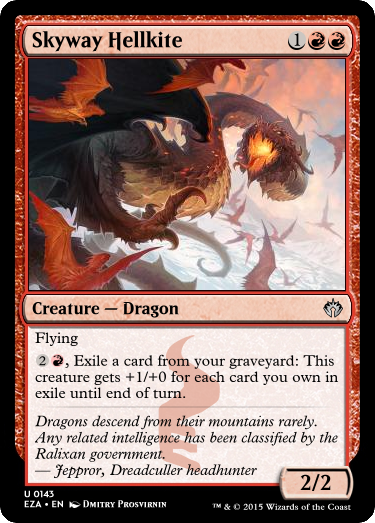 Skyway Hellkite 1
Creature — Dragon
Flying
2, Exile a card from your graveyard: This
creature gets +1/+0 for each card you own in
exile until end of turn.
Dragons descend from their mountains rarely.
Any related intelligence has been classified by the
Ralixan government.
— Jeppror, Dreadculler headhunter
2/2
U 0143
EZA • EN Dmitry Prosvirnin
™ & © 2015 Wizards of the Coast